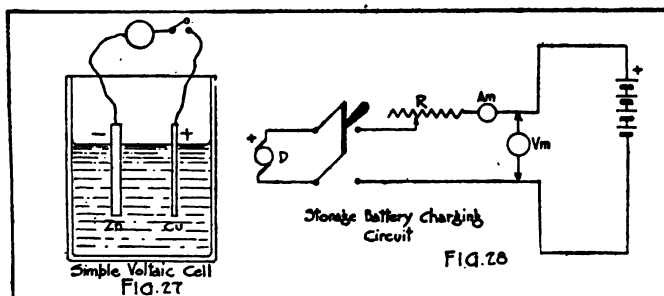 - +
Zn Cu
Simple Voltaic Cell
FIG.27
+ D
R
Am
Vm
+
Storage Battery Charging
Circuit
FIG.28